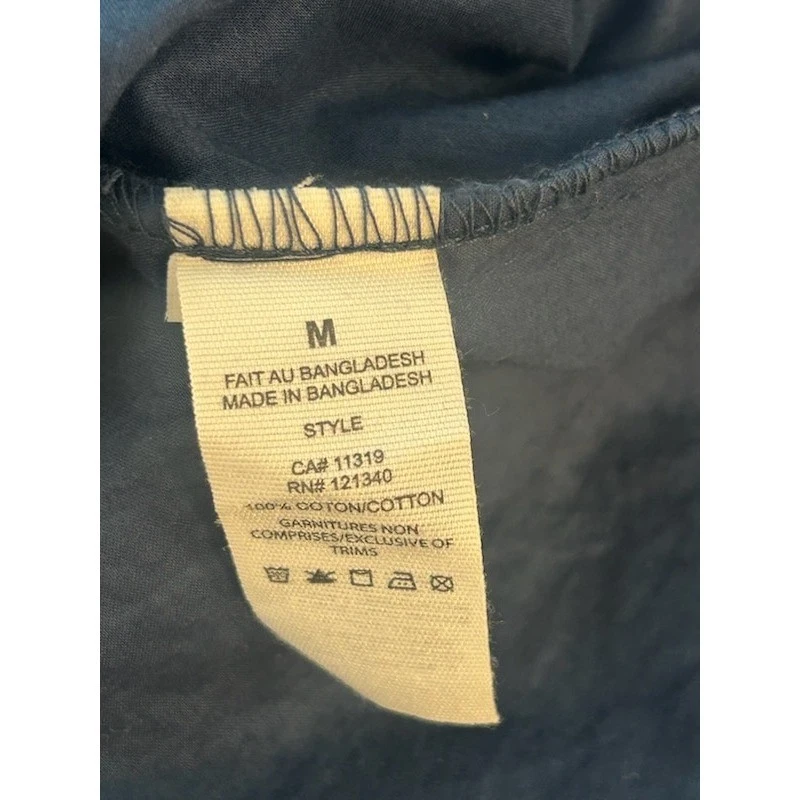 M
FAIT AU BANGLADESH
MADE IN BANGLADESH
STYLE
CA# 11319
RN# 121340
100% COTON/COTTON
GARNITURES NON
COMPRISES/EXCLUSIVE OF
TRIMS